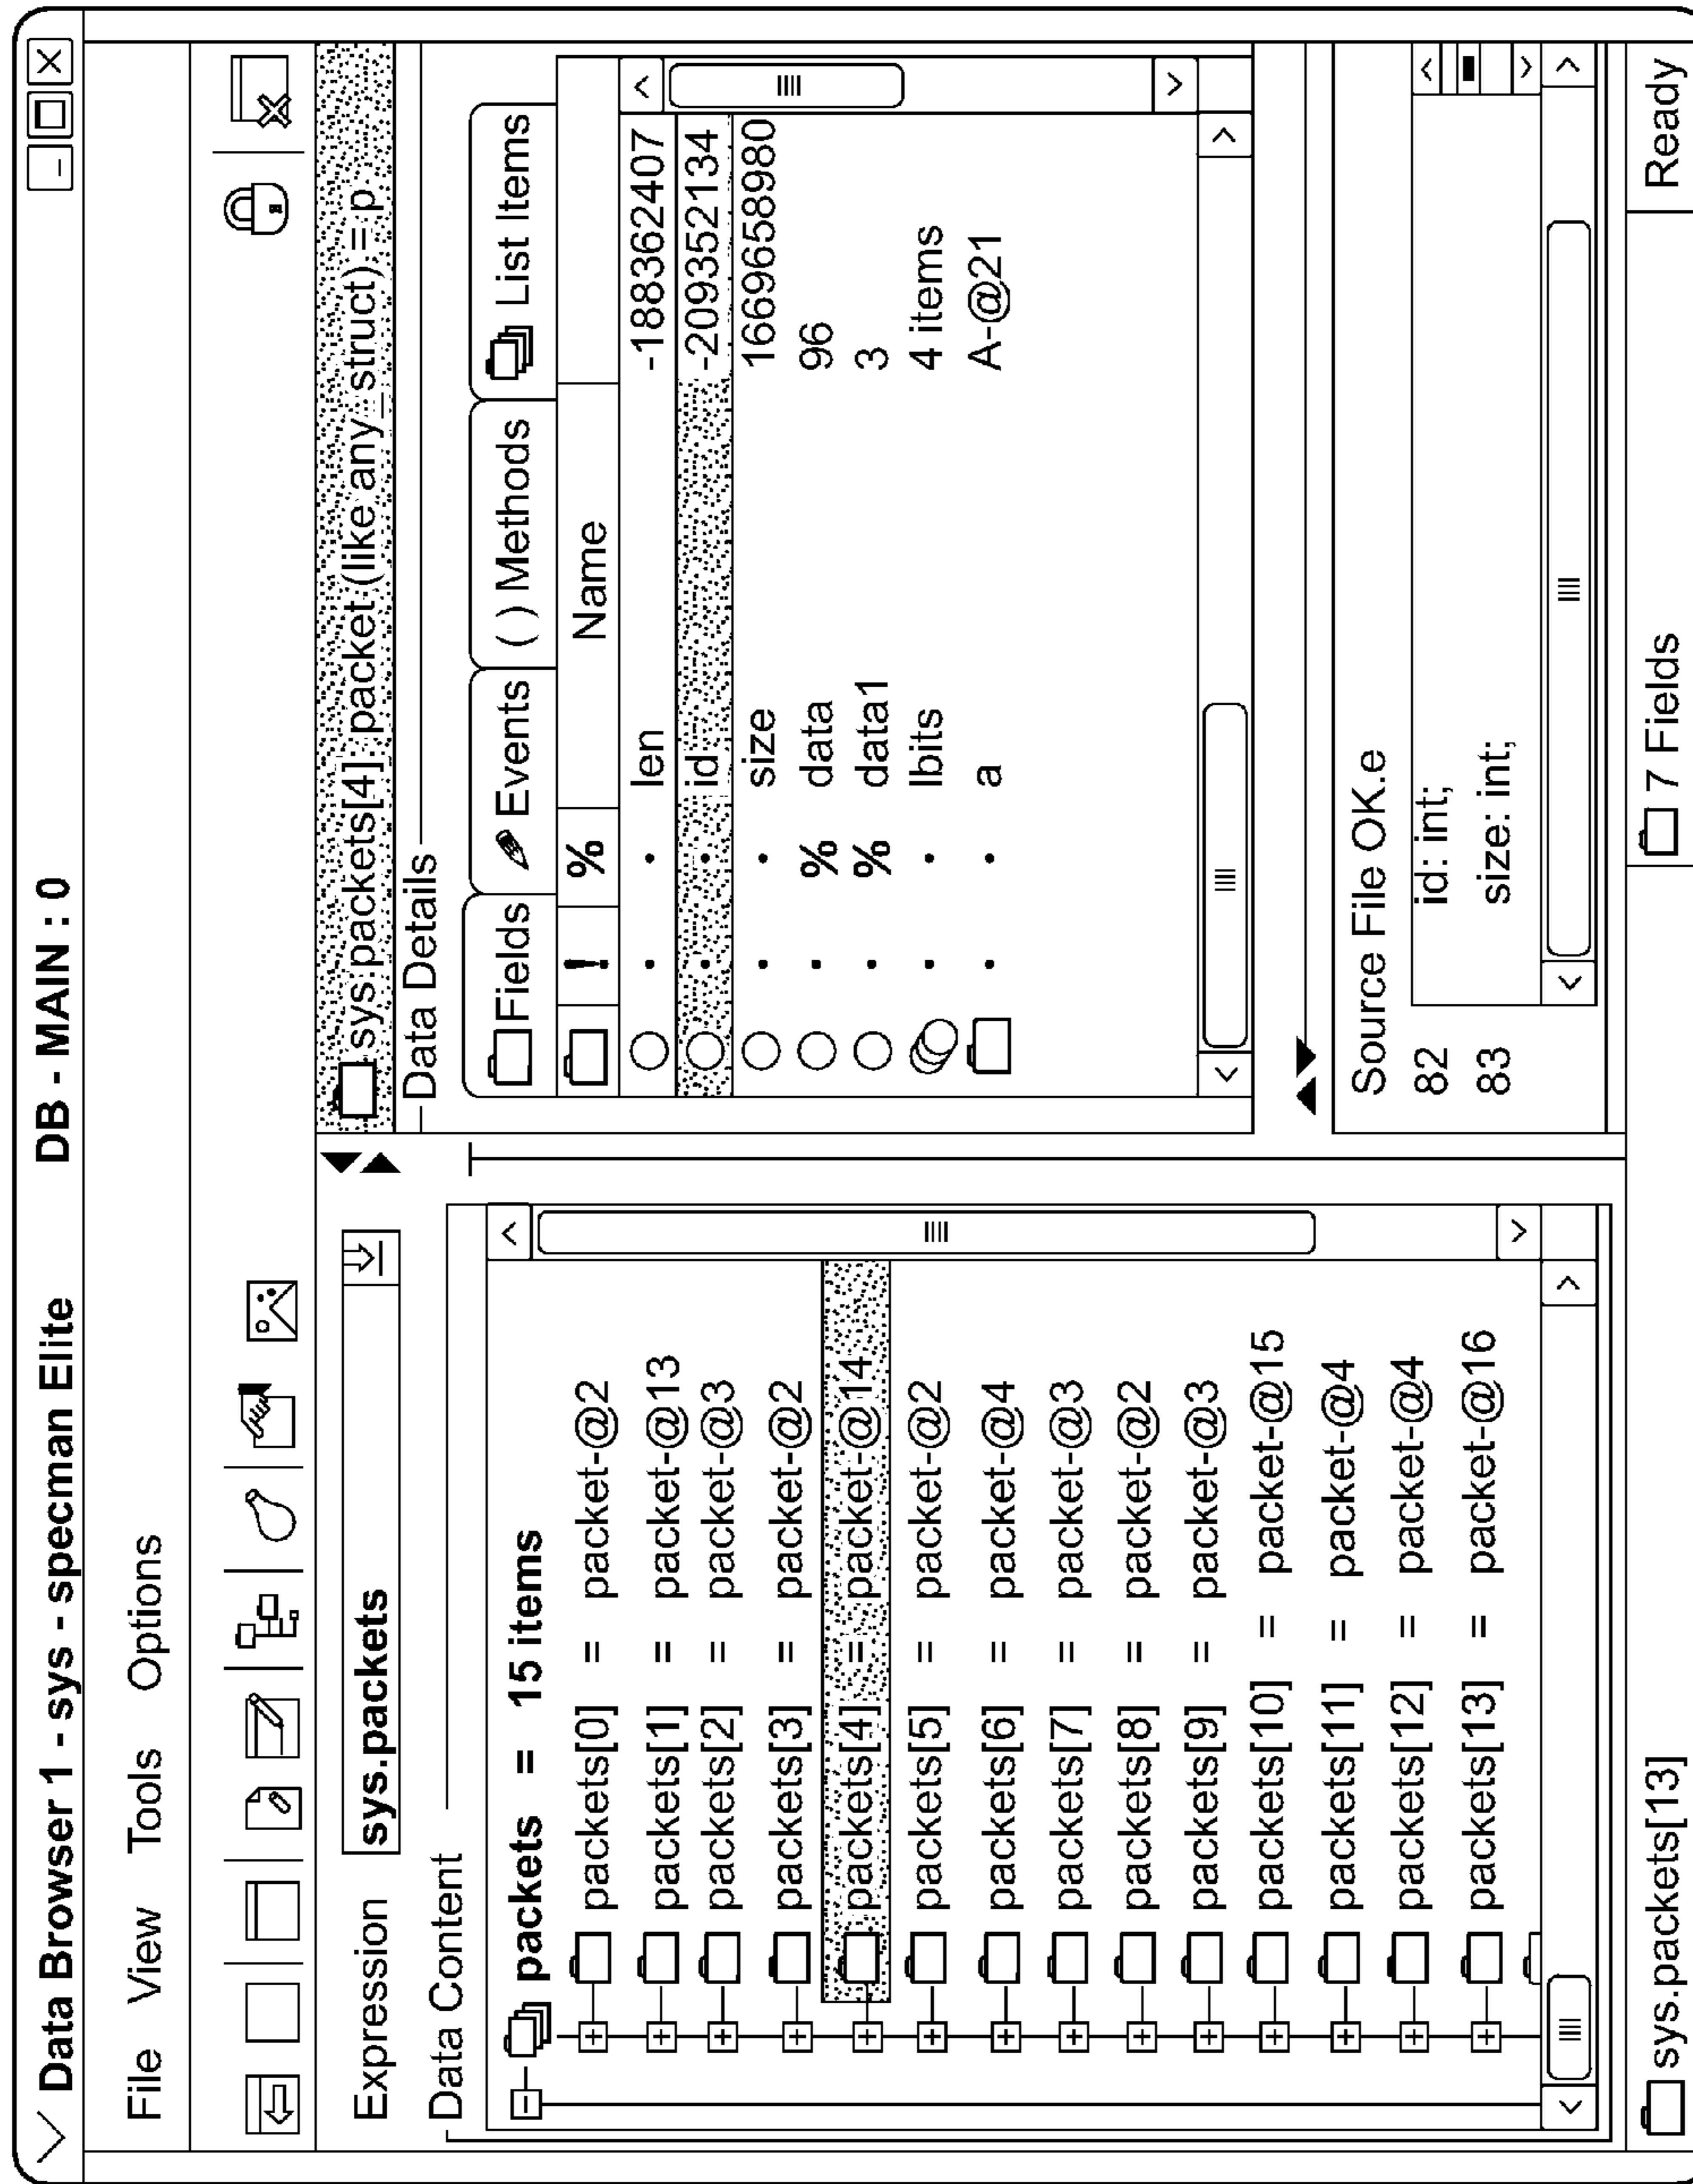 Data Browser 1 - sys - specman Elite DB - MAIN : 0
File View Tools Options
Expression sys.packets
Data Content
packets = 15 items
packets[0] = packet-@2
packets[1] = packet-@13
packets[2] = packet-@3
packets[3] = packet-@2
packets[4] = packet-@14
packets[5] = packet-@2
packets[6] = packet-@4
packets[7] = packet-@3
packets[8] = packet-@2
packets[9] = packet-@3
packets[10] = packet-@15
packets[11] = packet-@4
packets[12] = packet-@4
packets[13] = packet-@16
sys.packets[4]: packet (like any_struct) = p
Data Details
Fields Events ( ) Methods List Items
! % Name
len -188362407
id -209352134
size 1669658980
% data 96
% data1 3
lbits 4 items
a A-@21
Source File OK.e
82 id: int;
83 size: int;
sys.packets[13] 7 Fields Ready